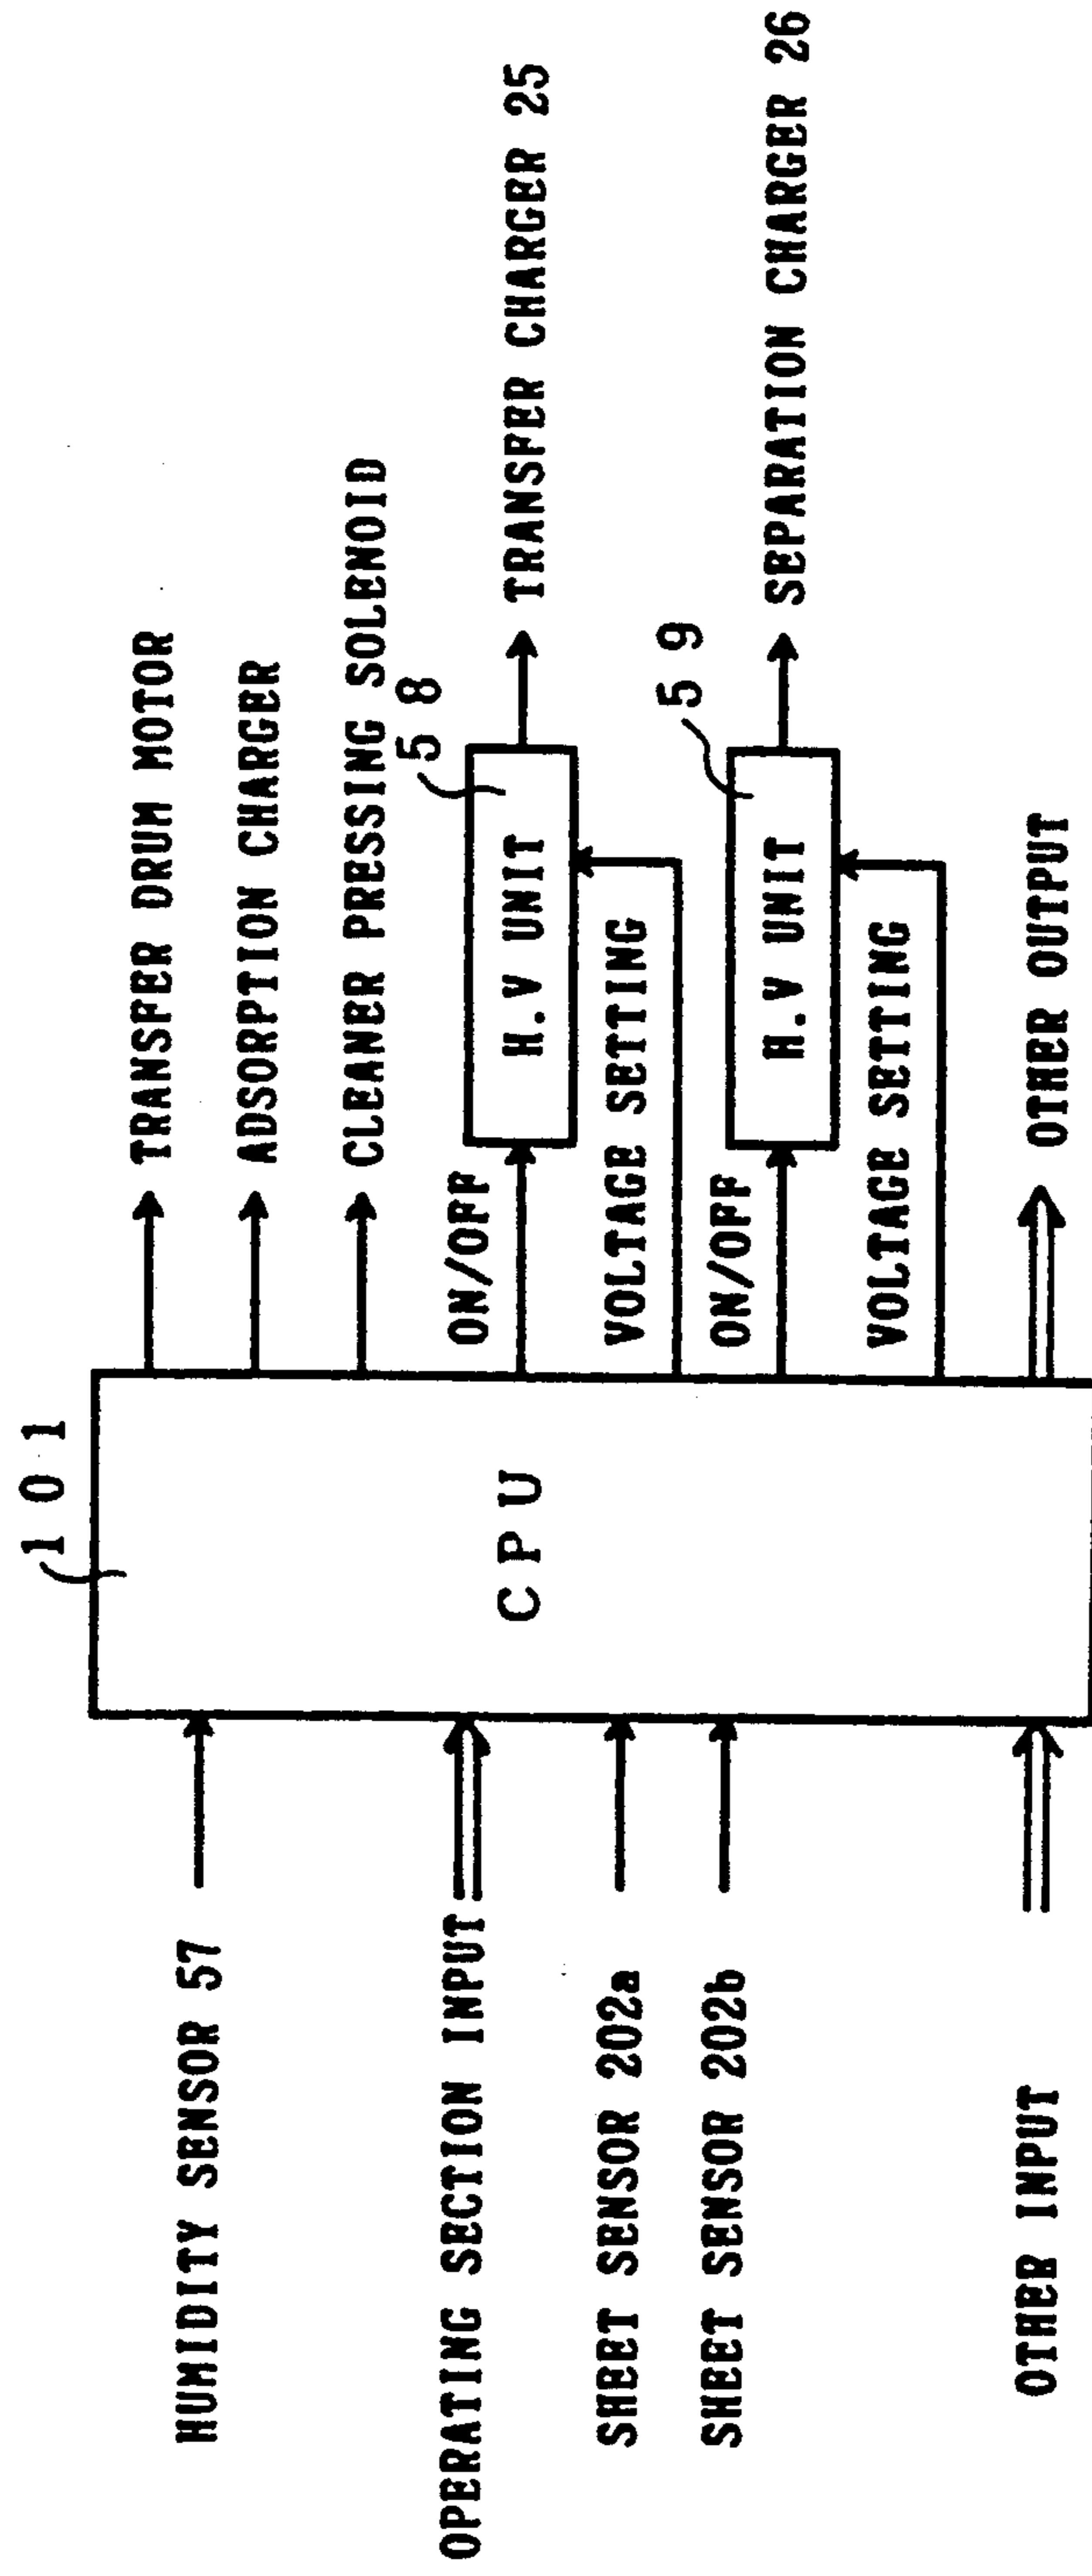 101
CPU
HUMIDITY SENSOR 57
OPERATING SECTION INPUT
SHEET SENSOR 202a
SHEET SENSOR 202b
OTHER INPUT
TRANSFER DRUM MOTOR
ADSORPTION CHARGER
CLEANER PRESSING SOLENOID
ON/OFF
H.V UNIT
58
TRANSFER CHARGER 25
VOLTAGE SETTING
ON/OFF
H.V UNIT
59
SEPARATION CHARGER 26
VOLTAGE SETTING
OTHER OUTPUT